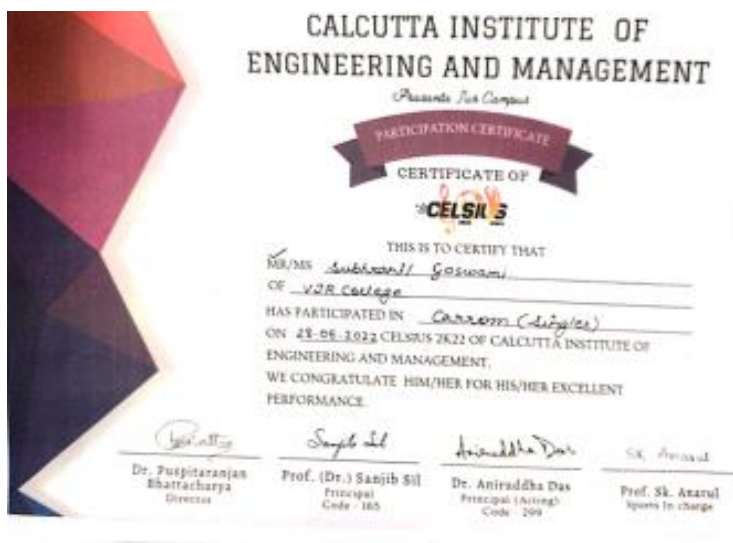 CALCUTTA INSTITUTE OF
ENGINEERING AND MANAGEMENT
PARTICIPATION CERTIFICATE
CERTIFICATE OF
CELSIUS
THIS IS TO CERTIFY THAT
MR/MS Goswami
OF VJR College
HAS PARTICIPATED IN Carrom (Singles)
ON 28-06-2022 CELSIUS 2K22 OF CALCUTTA INSTITUTE OF
ENGINEERING AND MANAGEMENT.
WE CONGRATULATE HIM/HER FOR HIS/HER EXCELLENT
PERFORMANCE.
Sanjib Sil Aniruddha Das Sk. Anarul
Dr. Puspitaranjan Bhattacharya
Director
Prof. (Dr.) Sanjib Sil
Principal
Code - 165
Dr. Aniruddha Das
Principal (Acting)
Code - 299
Prof. Sk. Anarul
Sports In charge